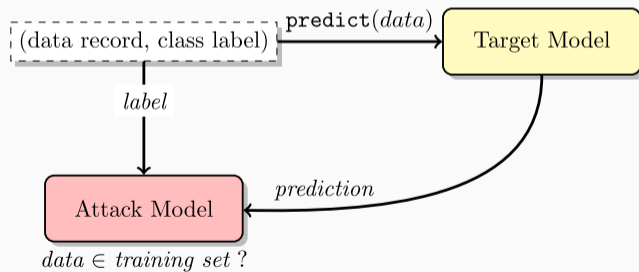 (data record, class label)
predict(data)
Target Model
label
prediction
Attack Model
data ∈ training set ?